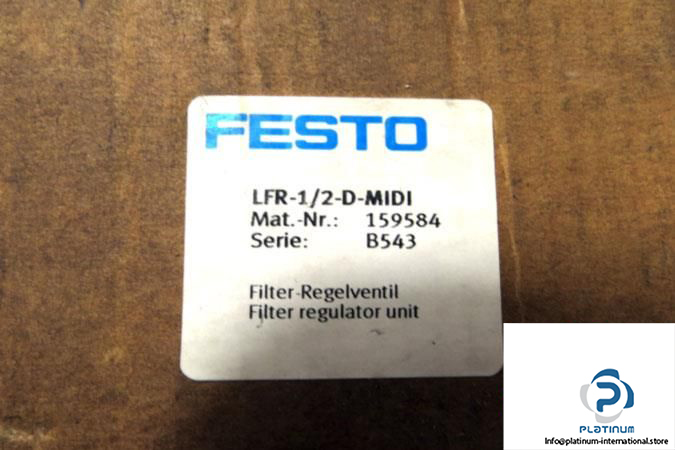 FESTO
LFR-1/2-D-MIDI
Mat.-Nr.: 159584
Serie: B543
Filter-Regelventil
Filter regulator unit
PLATINUM
Info@platinum-international.store